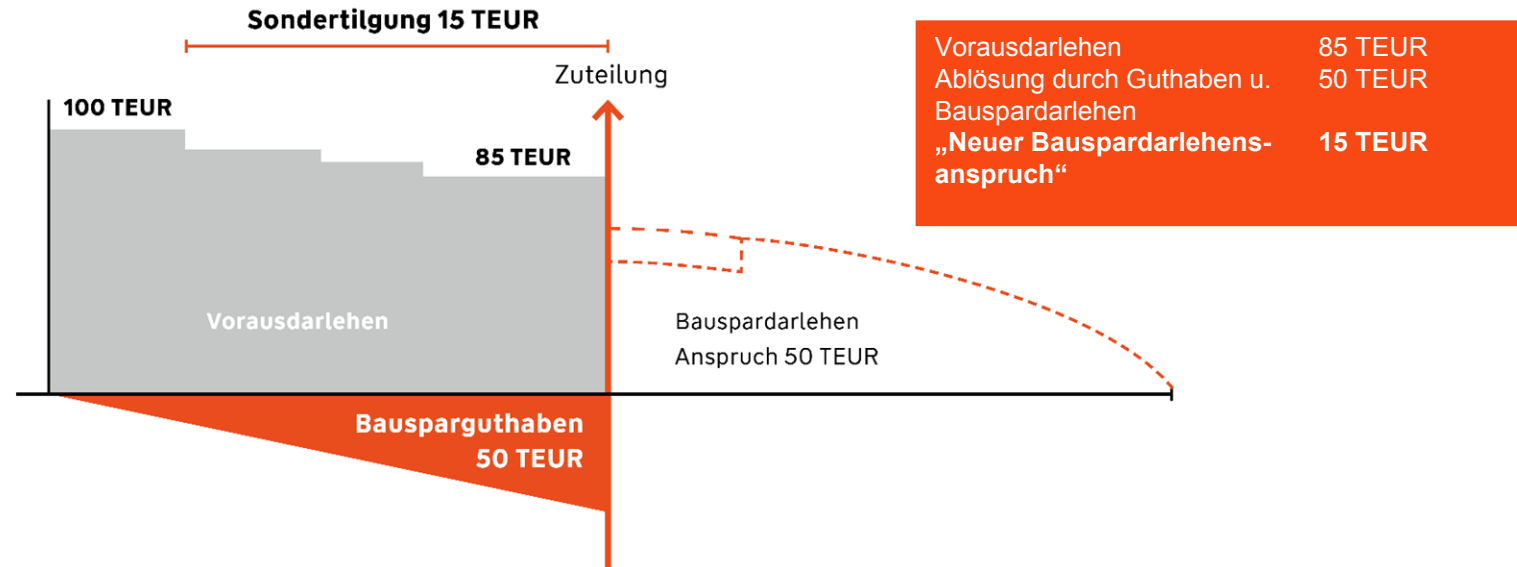 Sondertilgung 15 TEUR
Zuteilung
100 TEUR
85 TEUR
Vorausdarlehen
Bauspardarlehen
Anspruch 50 TEUR
Bausparguthaben
50 TEUR
Vorausdarlehen 85 TEUR
Ablösung durch Guthaben u. 50 TEUR
Bauspardarlehen
„Neuer Bauspardarlehens- 15 TEUR
anspruch“